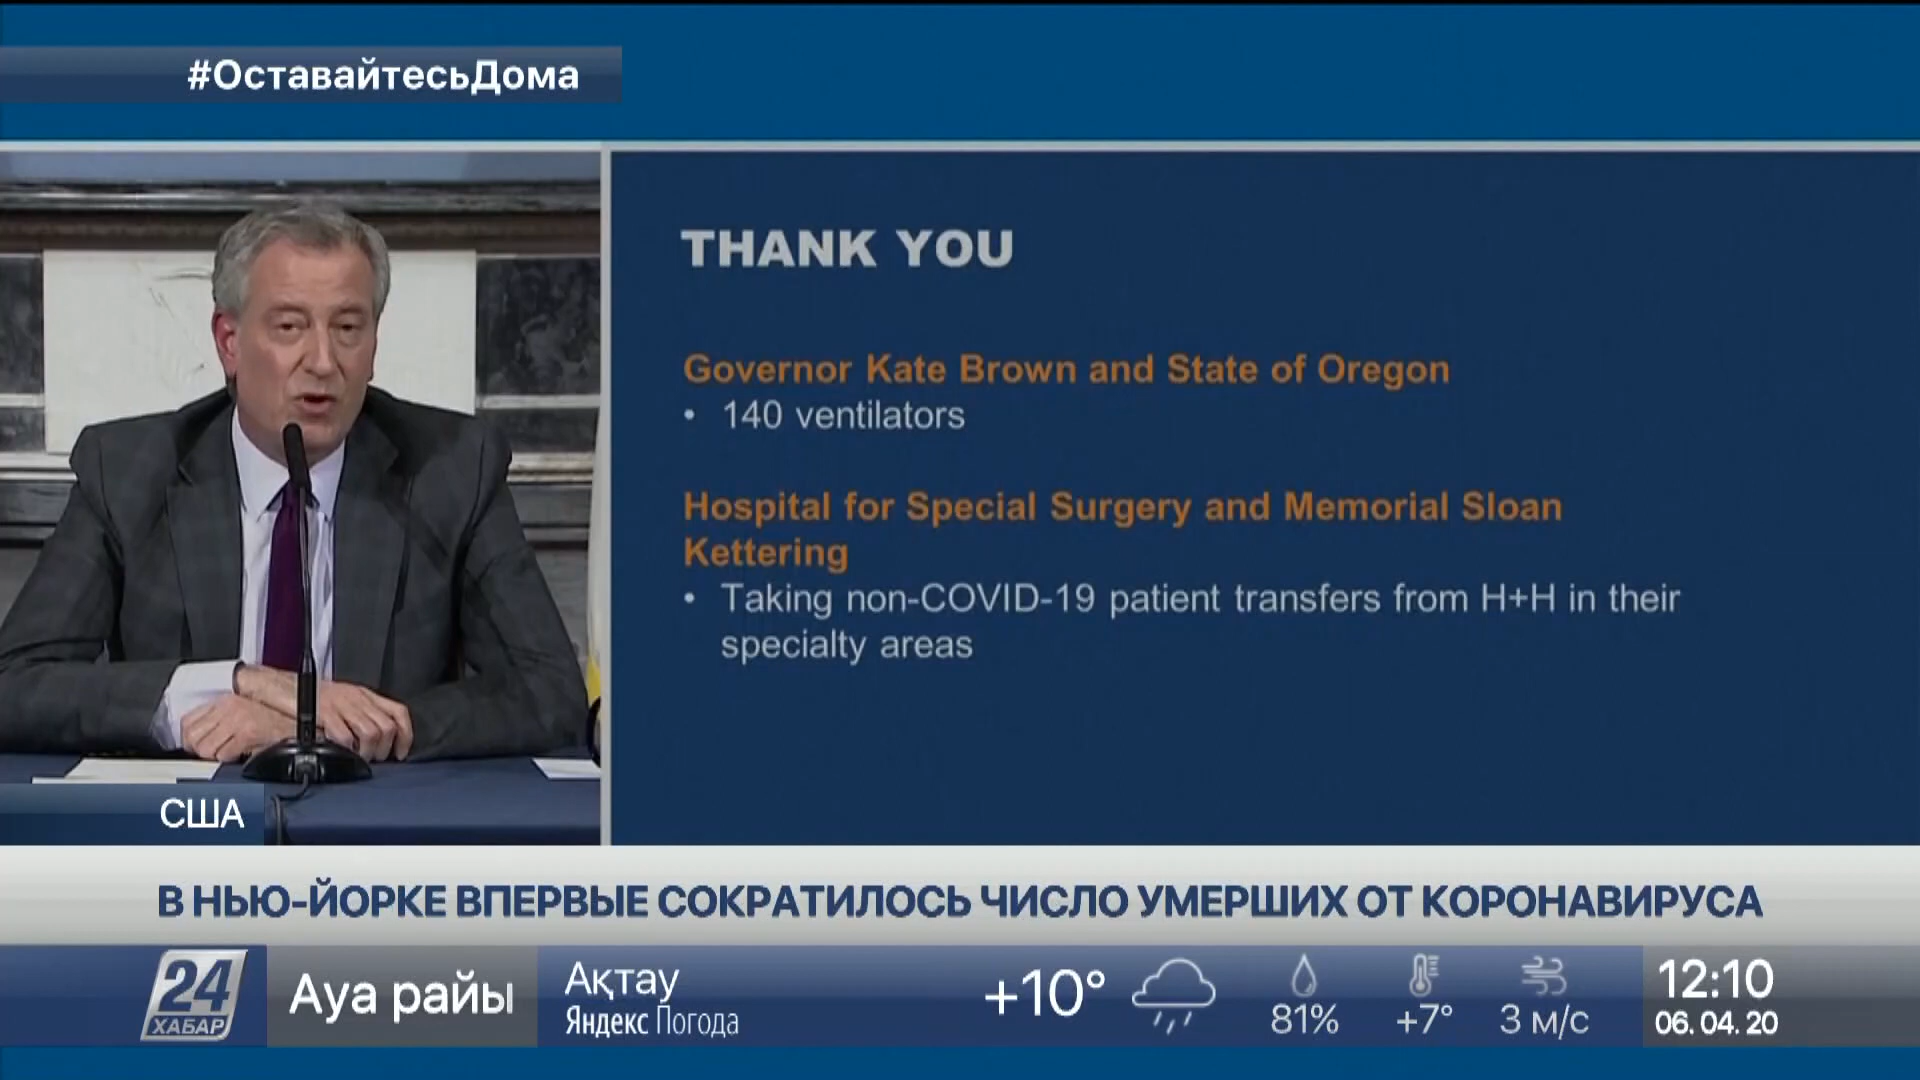 #ОставайтесьДома
THANK YOU
Governor Kate Brown and State of Oregon
• 140 ventilators
Hospital for Special Surgery and Memorial Sloan
Kettering
• Taking non-COVID-19 patient transfers from H+H in their
specialty areas
США
В НЬЮ-ЙОРКЕ ВПЕРВЫЕ СОКРАТИЛОСЬ ЧИСЛО УМЕРШИХ ОТ КОРОНАВИРУСА
24
ХАБАР
Ауа райы
Ақтау
Яндекс Погода
+10°
81%
+7°
3 м/с
12:10
06.04.20